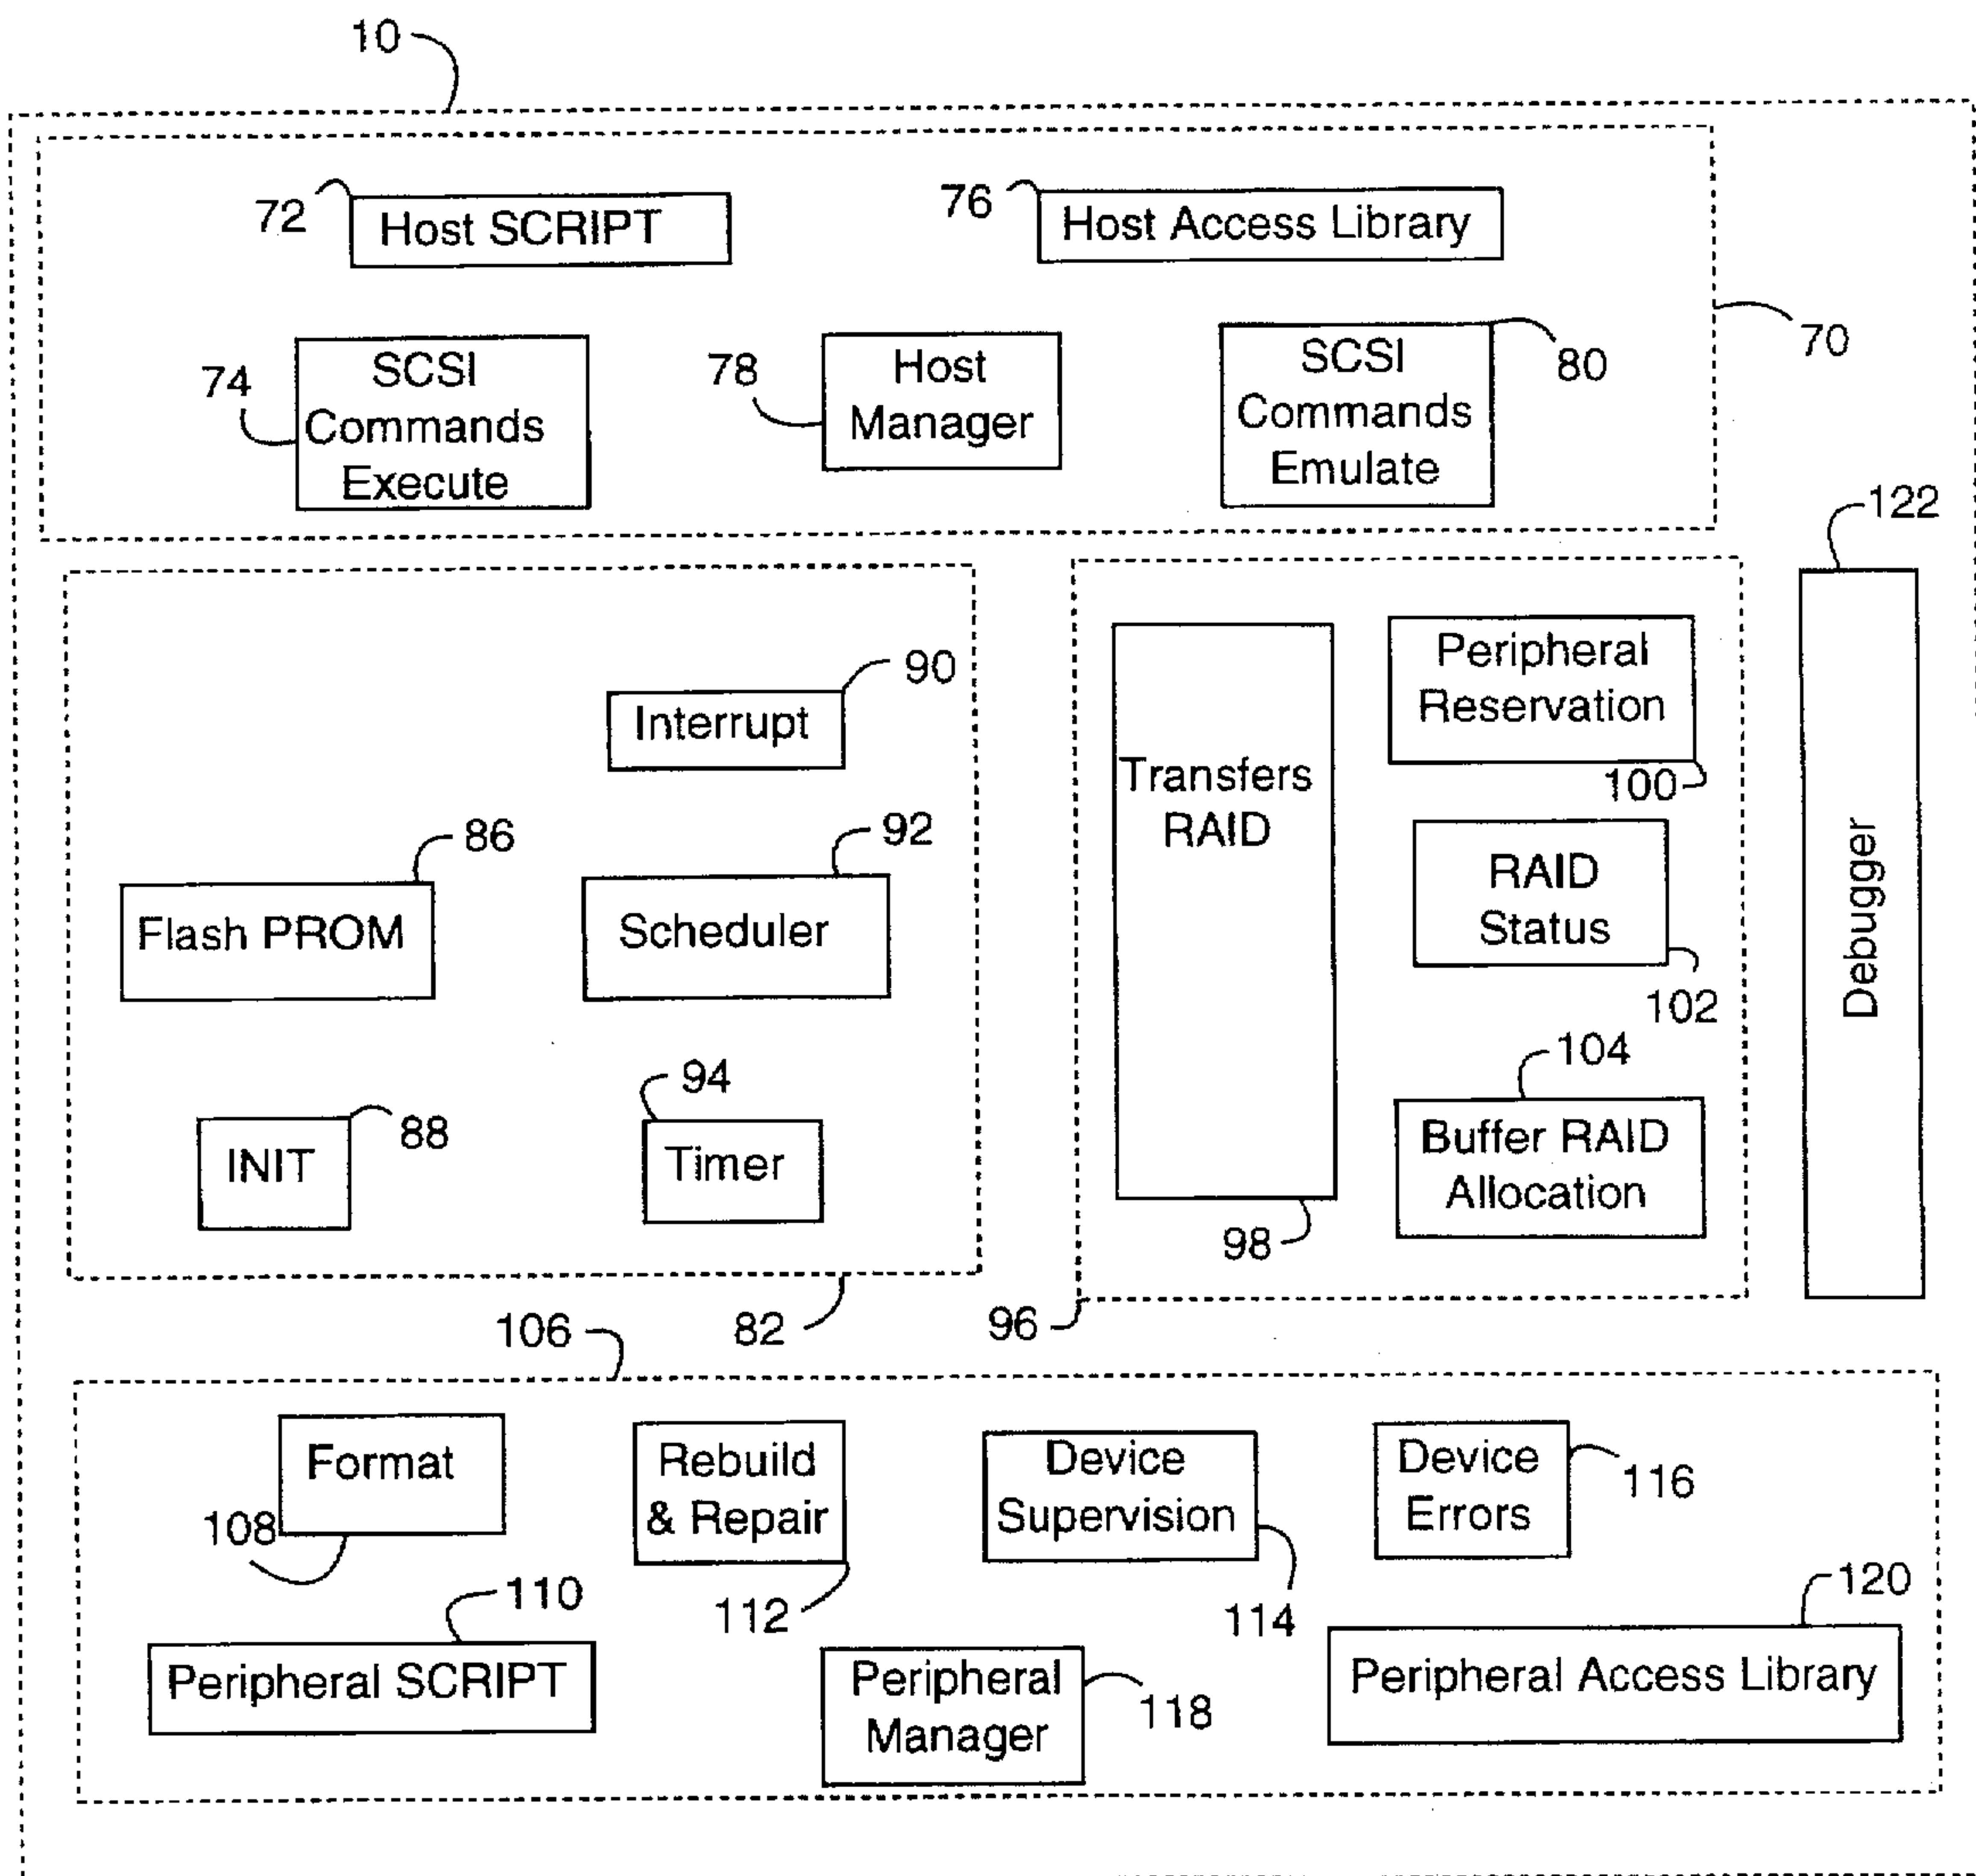 10
72
Host SCRIPT
76
Host Access Library
70
74
SCSI
Commands
Execute
78
Host
Manager
SCSI
Commands
Emulate
80
122
Debugger
90
Interrupt
86
Flash PROM
92
Scheduler
88
INIT
94
Timer
82
Transfers
RAID
98
Peripheral
Reservation
100
RAID
Status
102
104
Buffer RAID
Allocation
96
106
Format
108
Rebuild
& Repair
112
Device
Supervision
114
Device
Errors
116
110
Peripheral SCRIPT
Peripheral
Manager
118
120
Peripheral Access Library